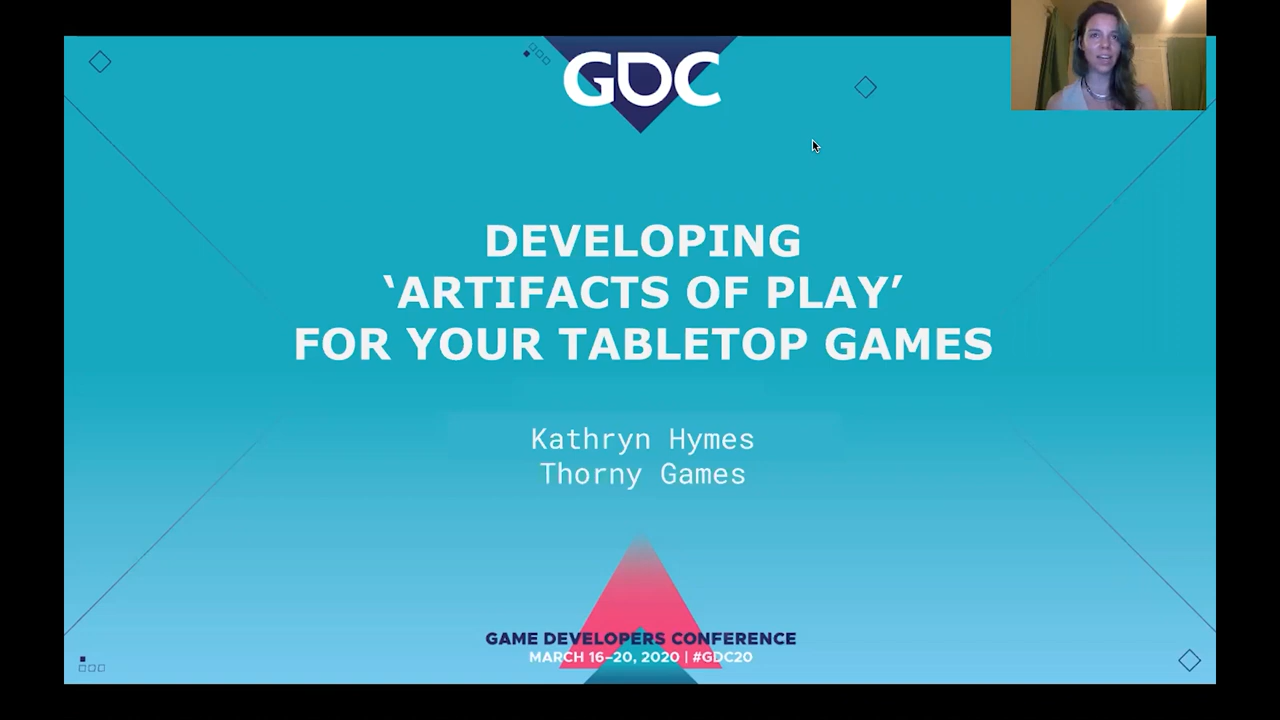 GDC
DEVELOPING
‘ARTIFACTS OF PLAY’
FOR YOUR TABLETOP GAMES
Kathryn Hymes
Thorny Games
GAME DEVELOPERS CONFERENCE
MARCH 16–20, 2020 | #GDC20